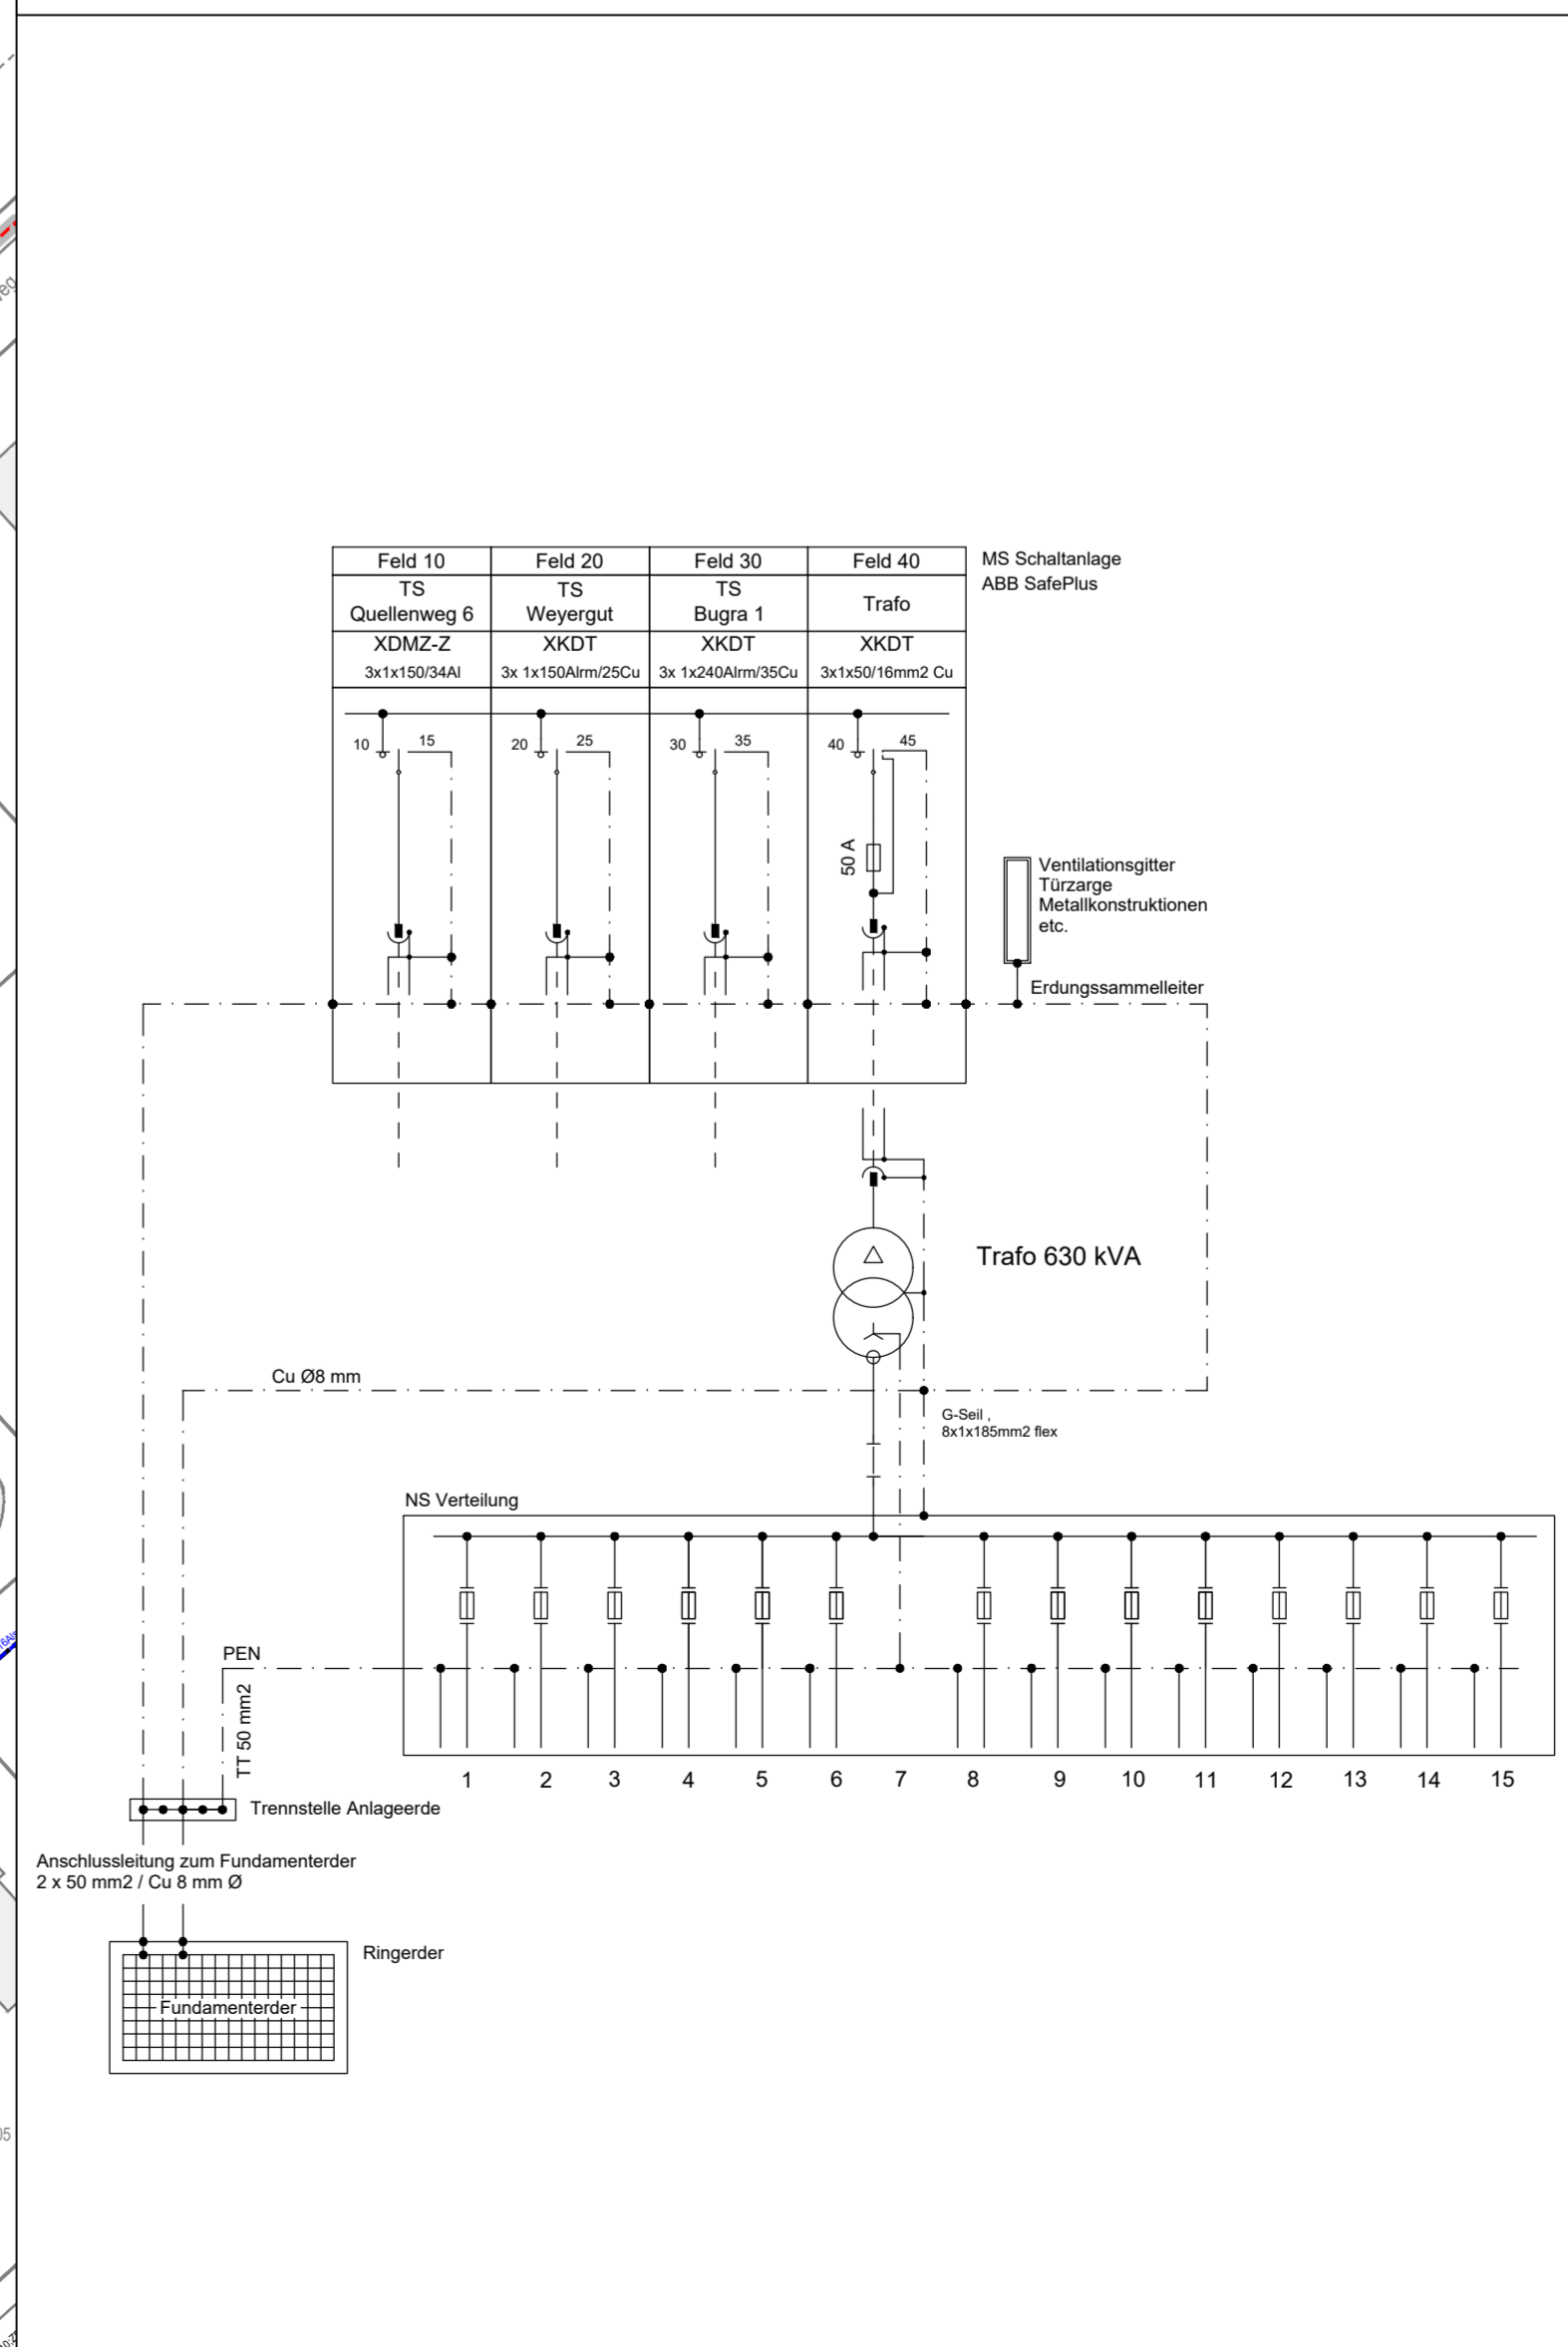 Feld 10
Feld 20
Feld 30
Feld 40
MS Schaltanlage
ABB SafePlus
TS
Quellenweg 6
TS
Weyergut
TS
Bugra 1
Trafo
XDMZ-Z
3x1x150/34Al
XKDT
3x 1x150Alrm/25Cu
XKDT
3x 1x240Alrm/35Cu
XKDT
3x1x50/16mm2 Cu
10
15
20
25
30
35
40
45
50 A
Ventilationsgitter
Türzarge
Metallkonstruktionen
etc.
Erdungssammelleiter
Trafo 630 kVA
Cu Ø8 mm
G-Seil ,
8x1x185mm2 flex
NS Verteilung
PEN
TT 50 mm2
1 2 3 4 5 6 7 8 9 10 11 12 13 14 15
Trennstelle Anlageerde
Anschlussleitung zum Fundamenterder
2 x 50 mm2 / Cu 8 mm Ø
Ringerder
Fundamenterder